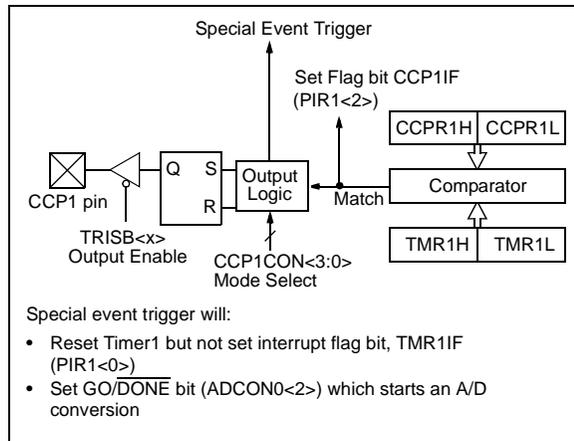 Special Event Trigger
Set Flag bit CCP1IF
(PIR1<2>)
CCPR1H CCPR1L
Q S
R
Output
Logic
Match
Comparator
CCP1 pin
TRISB<x>
Output Enable
CCP1CON<3:0>
Mode Select
TMR1H TMR1L
Special event trigger will:
• Reset Timer1 but not set interrupt flag bit, TMR1IF
(PIR1<0>)
• Set GO/DONE bit (ADCON0<2>) which starts an A/D
conversion